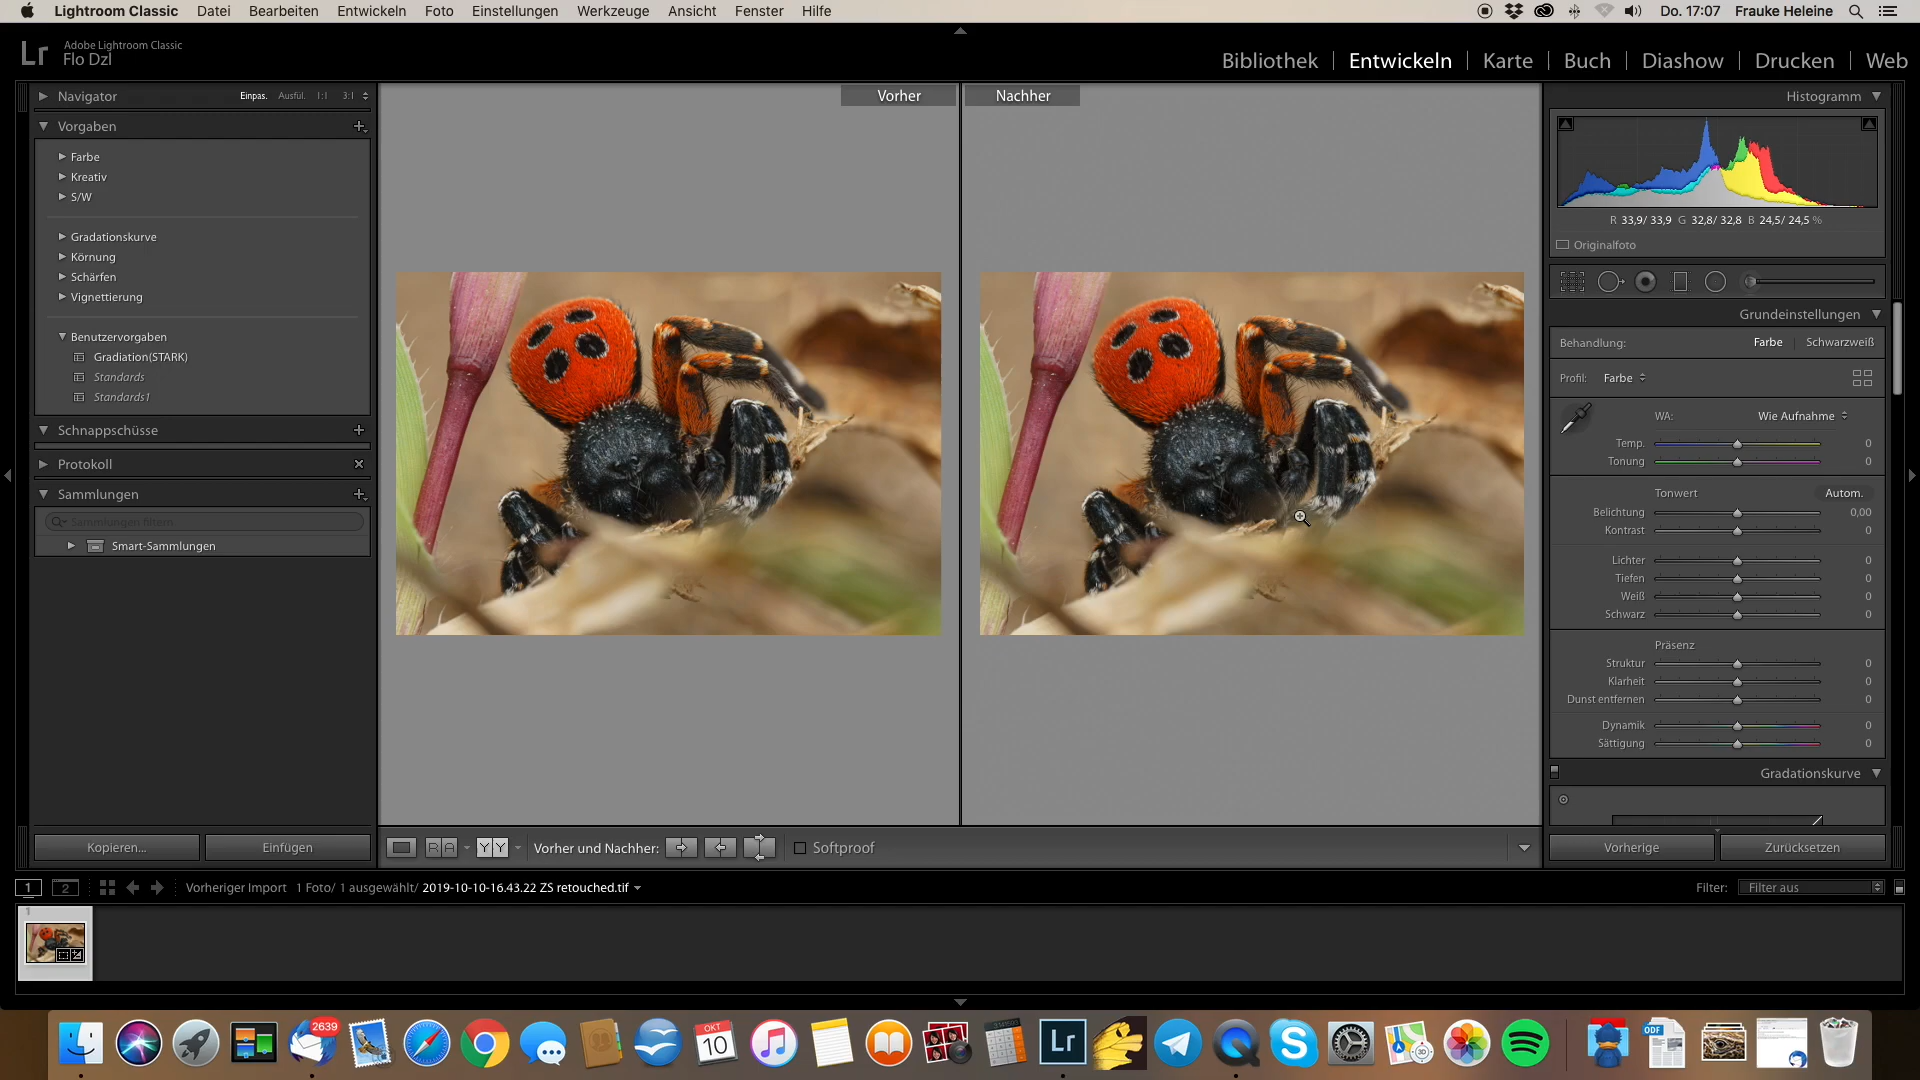 Lightroom Classic Datei Bearbeiten Entwickeln Foto Einstellungen Werkzeuge Ansicht Fenster Hilfe Do. 17:07 Frauke Heleine
Lr Adobe Lightroom Classic
Flo Dzl
Bibliothek | Entwickeln | Karte | Buch | Diashow | Drucken | Web
Navigator Einpas. Ausfül. 1:1 3:1
Vorgaben
Farbe
Kreativ
S/W
Gradationskurve
Körnung
Schärfen
Vignettierung
Benutzervorgaben
Gradiation(STARK)
Standards
Standards1
Schnappschüsse
Protokoll
Sammlungen
Sammlungen filtern
Smart-Sammlungen
Kopieren...
Einfügen
Vorher
Nachher
Histogramm
R 33,9/ 33,9 G 32,8/ 32,8 B 24,5/ 24,5 %
Originalfoto
Grundeinstellungen
Behandlung: Farbe | Schwarzweiß
Profil: Farbe
WA: Wie Aufnahme
Temp. 0
Tonung 0
Tonwert Autom.
Belichtung 0,00
Kontrast 0
Lichter 0
Tiefen 0
Weiß 0
Schwarz 0
Präsenz
Struktur 0
Klarheit 0
Dunst entfernen 0
Dynamik 0
Sättigung 0
Gradationskurve
Vorherige
Zurücksetzen
R A Y Y Vorher und Nachher: Softproof
1 2 Vorheriger Import 1 Foto/ 1 ausgewählt/ 2019-10-10-16.43.22 ZS retouched.tif
Filter: Filter aus
1
2639
OKT
10
Lr
3D
ODF